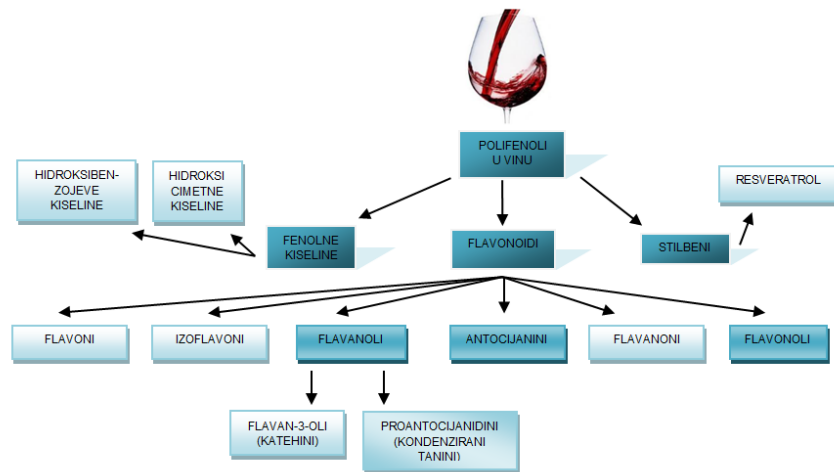 POLIFENOLI
U VINU
HIDROKSIBEN-
ZOJEVE
KISELINE
HIDROKSI
CIMETNE
KISELINE
RESVERATROL
FENOLNE
KISELINE
FLAVONOIDI
STILBENI
FLAVONI
IZOFLAVONI
FLAVANOLI
ANTOCIJANINI
FLAVANONI
FLAVONOLI
FLAVAN-3-OLI
(KATEHINI)
PROANTOCIJANIDINI
(KONDENZIRANI
TANINI)